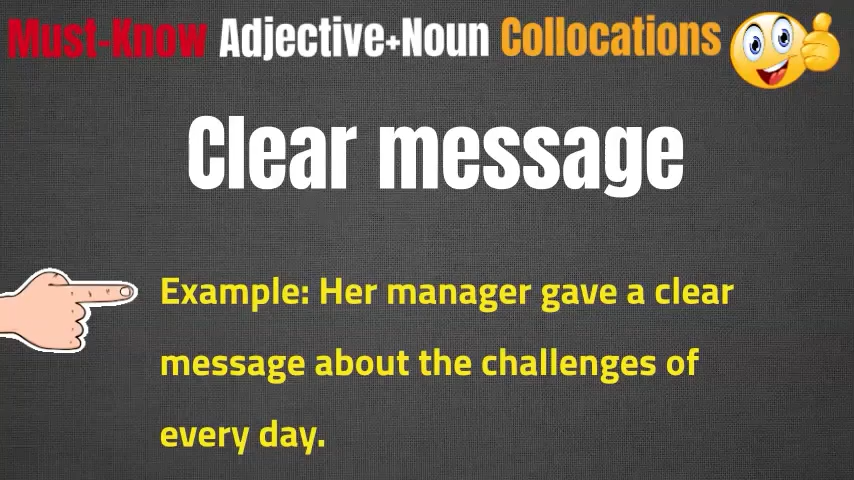 Must-Know Adjective+Noun Collocations
Clear message
Example: Her manager gave a clear
message about the challenges of
every day.